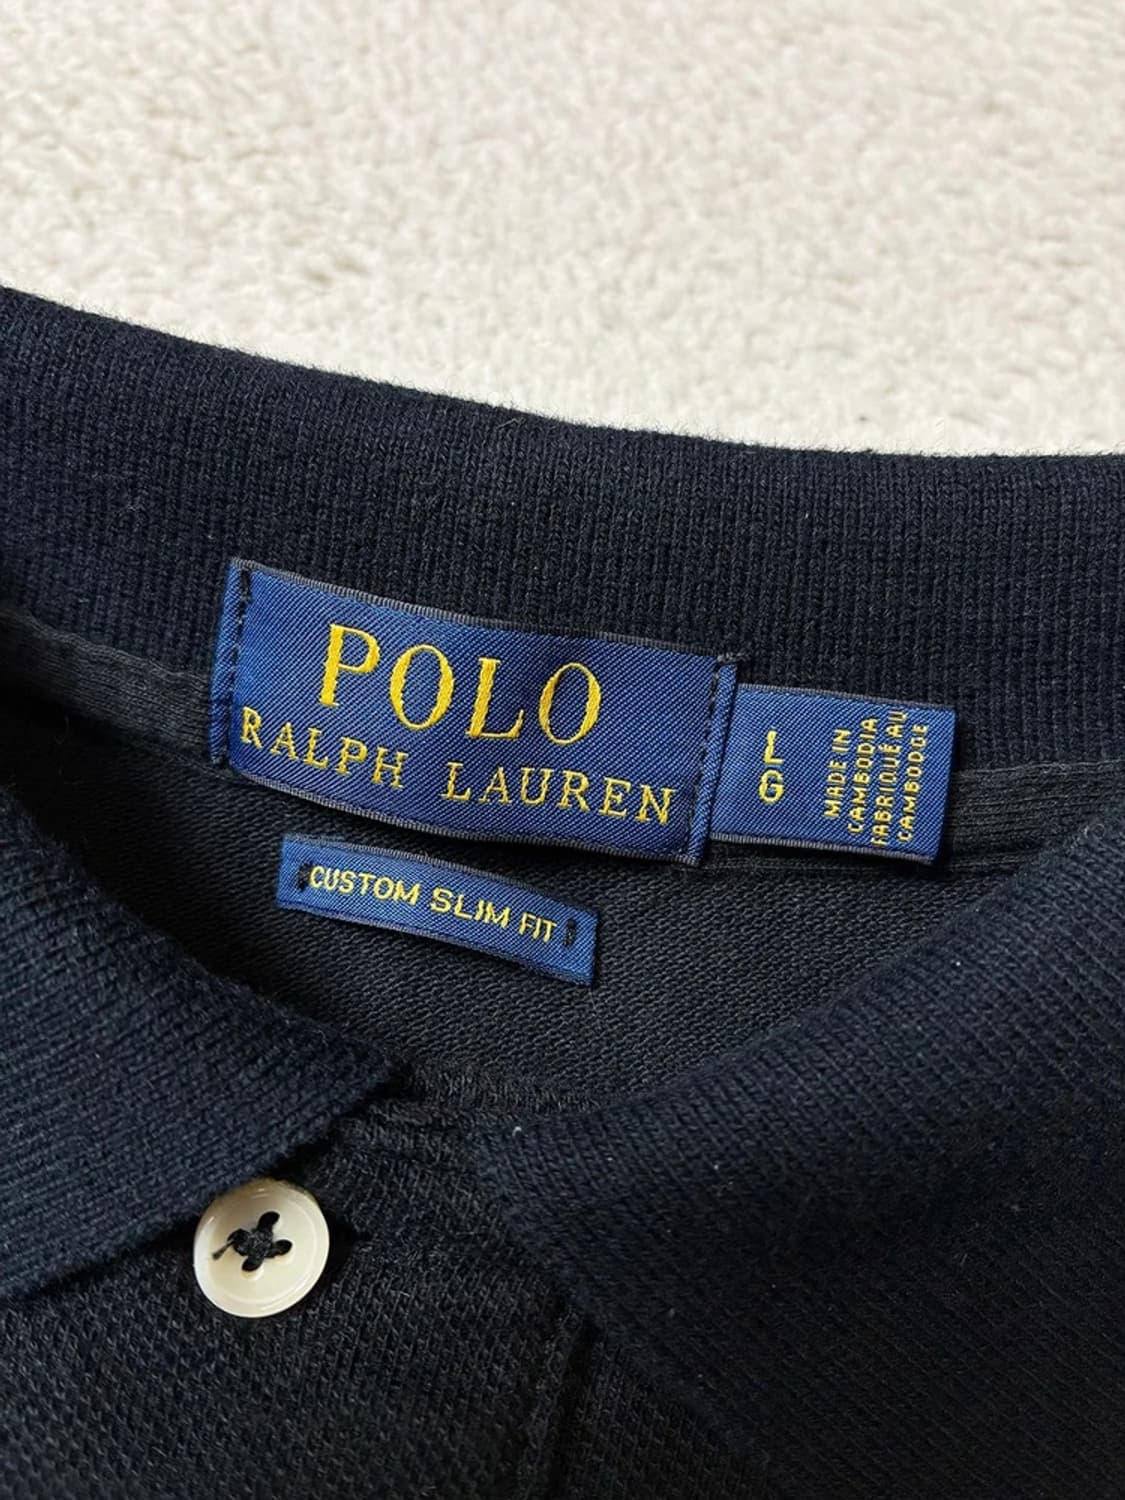 POLO
RALPH LAUREN
L
G
MADE IN
CAMBODIA
FABRIQUÉ AU
CAMBODGE
CUSTOM SLIM FIT